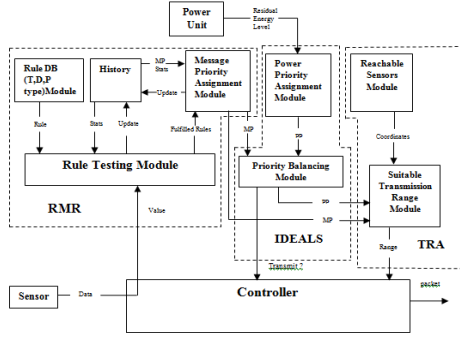 Power
Unit
Residual
Energy
Level
Rule DB
(T,D,P
type)Module
History
MP
Stats
Update
Message
Priority
Assignment
Module
Power
Priority
Assignment
Module
Reachable
Sensors
Module
Rule
Stats
Update
Fulfilled Rules
MP
PP
Coordinates
Rule Testing Module
Priority Balancing
Module
Suitable
Transmission
Range
Module
RMR
Value
PP
MP
IDEALS
TRA
Transmit ?
Range
Sensor
Data
Controller
packet